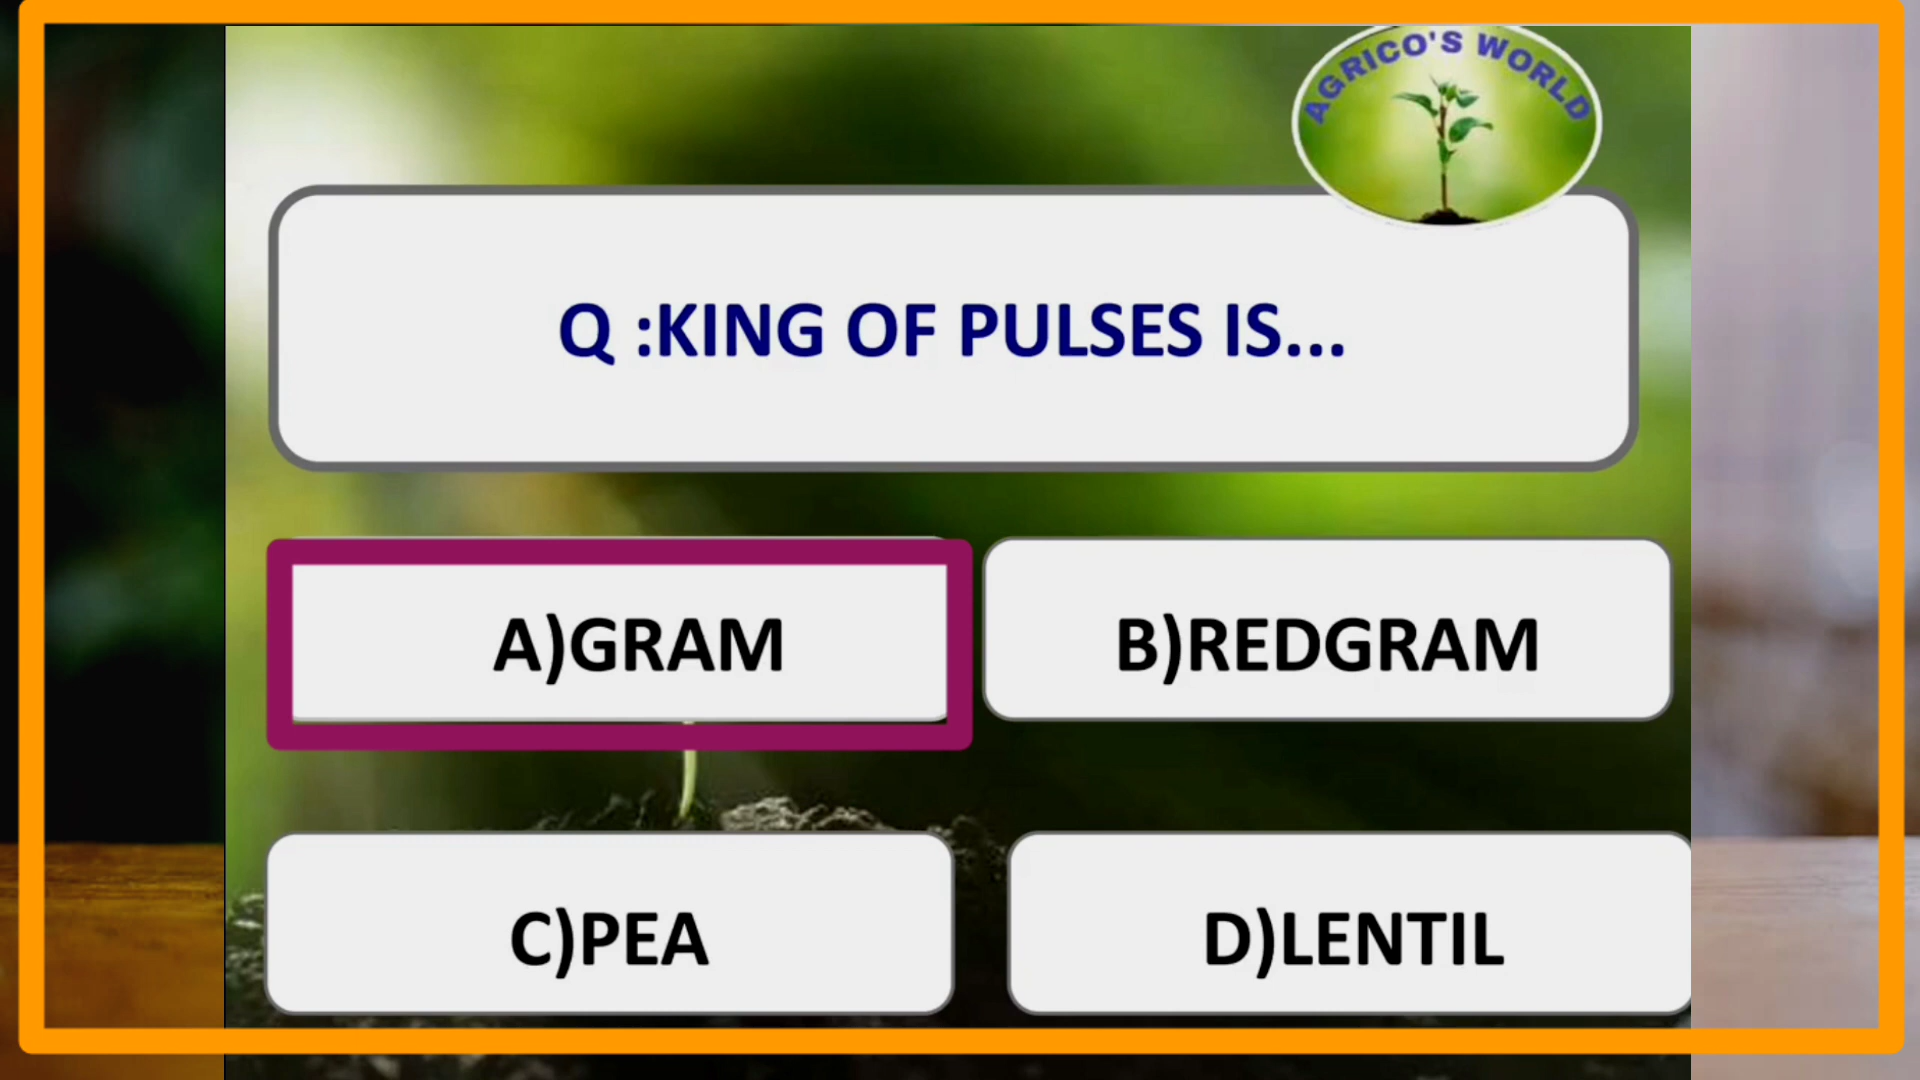 AGRICO'S WORLD
Q :KING OF PULSES IS...
A)GRAM
B)REDGRAM
C)PEA
D)LENTIL